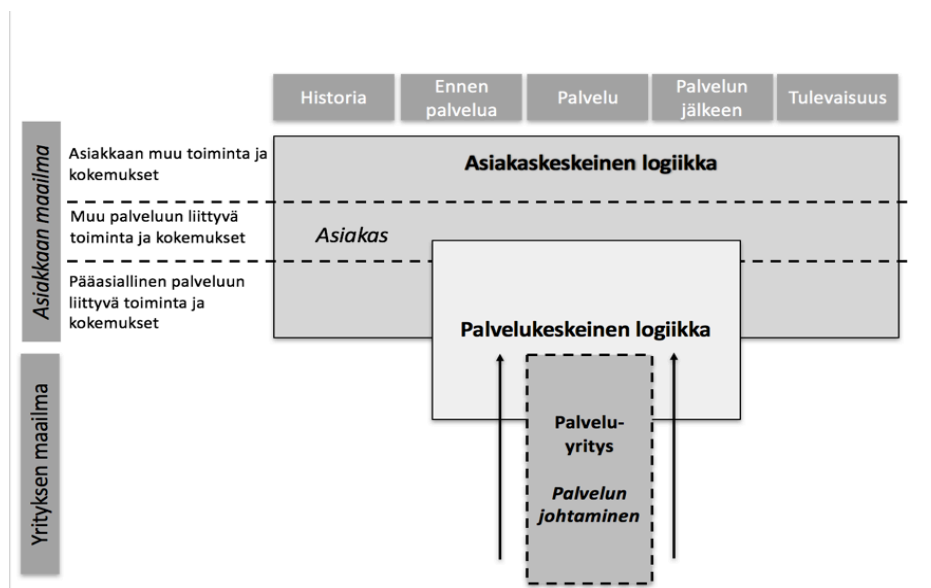 Historia
Ennen
palvelua
Palvelu
Palvelun
jälkeen
Tulevaisuus
Asiakkaan maailma
Asiakkaan muu toiminta ja
kokemukset
Asiakaskeskeinen logiikka
Muu palveluun liittyvä
toiminta ja kokemukset
Asiakas
Pääasiallinen palveluun
liittyvä toiminta ja
kokemukset
Palvelukeskeinen logiikka
Yrityksen maailma
Palvelu-
yritys
Palvelun
johtaminen